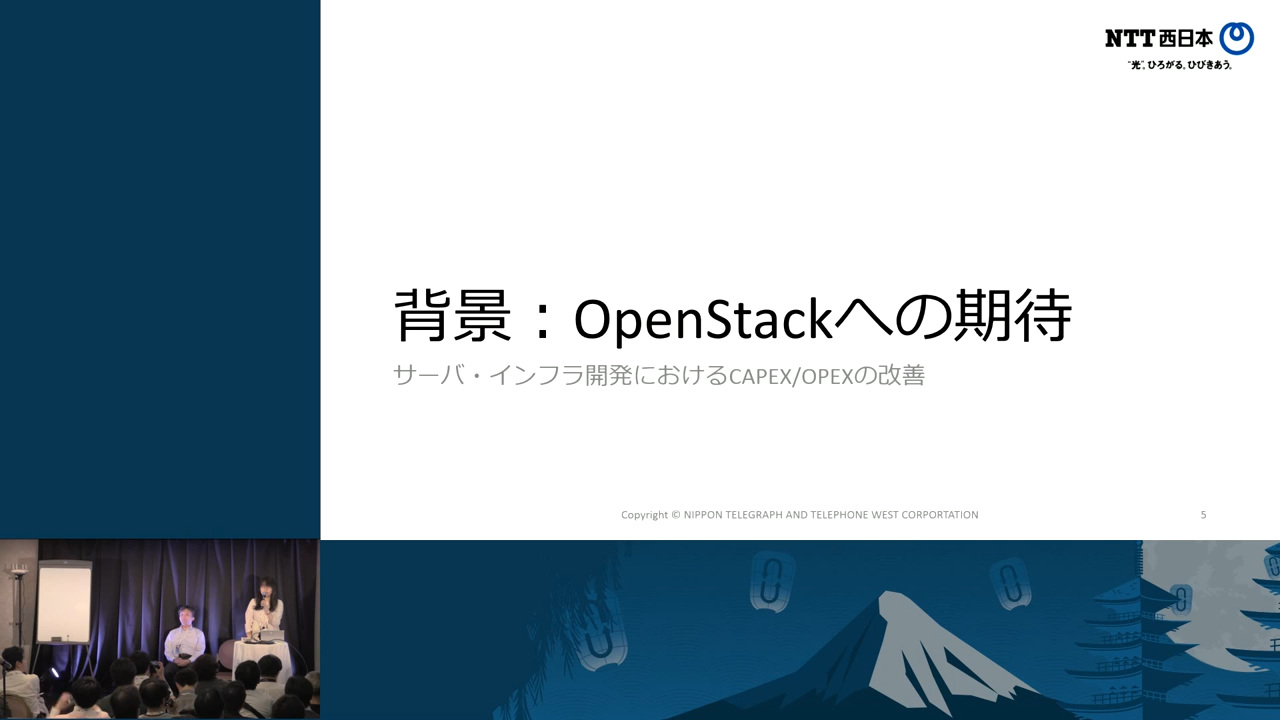 NTT西日本
“光”。ひろがる。ひびきあう。
背景：OpenStackへの期待
サーバ・インフラ開発におけるCAPEX/OPEXの改善
Copyright © NIPPON TELEGRAPH AND TELEPHONE WEST CORPORTATION
5